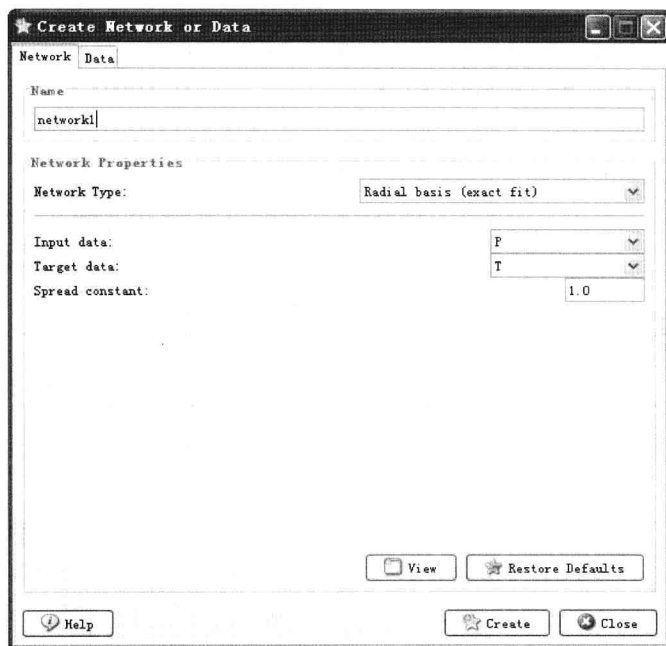 Create Network or Data
Network Data
Name
network1
Network Properties
Network Type: Radial basis (exact fit)
Input data: P
Target data: T
Spread constant: 1.0
View Restore Defaults
Help Create Close